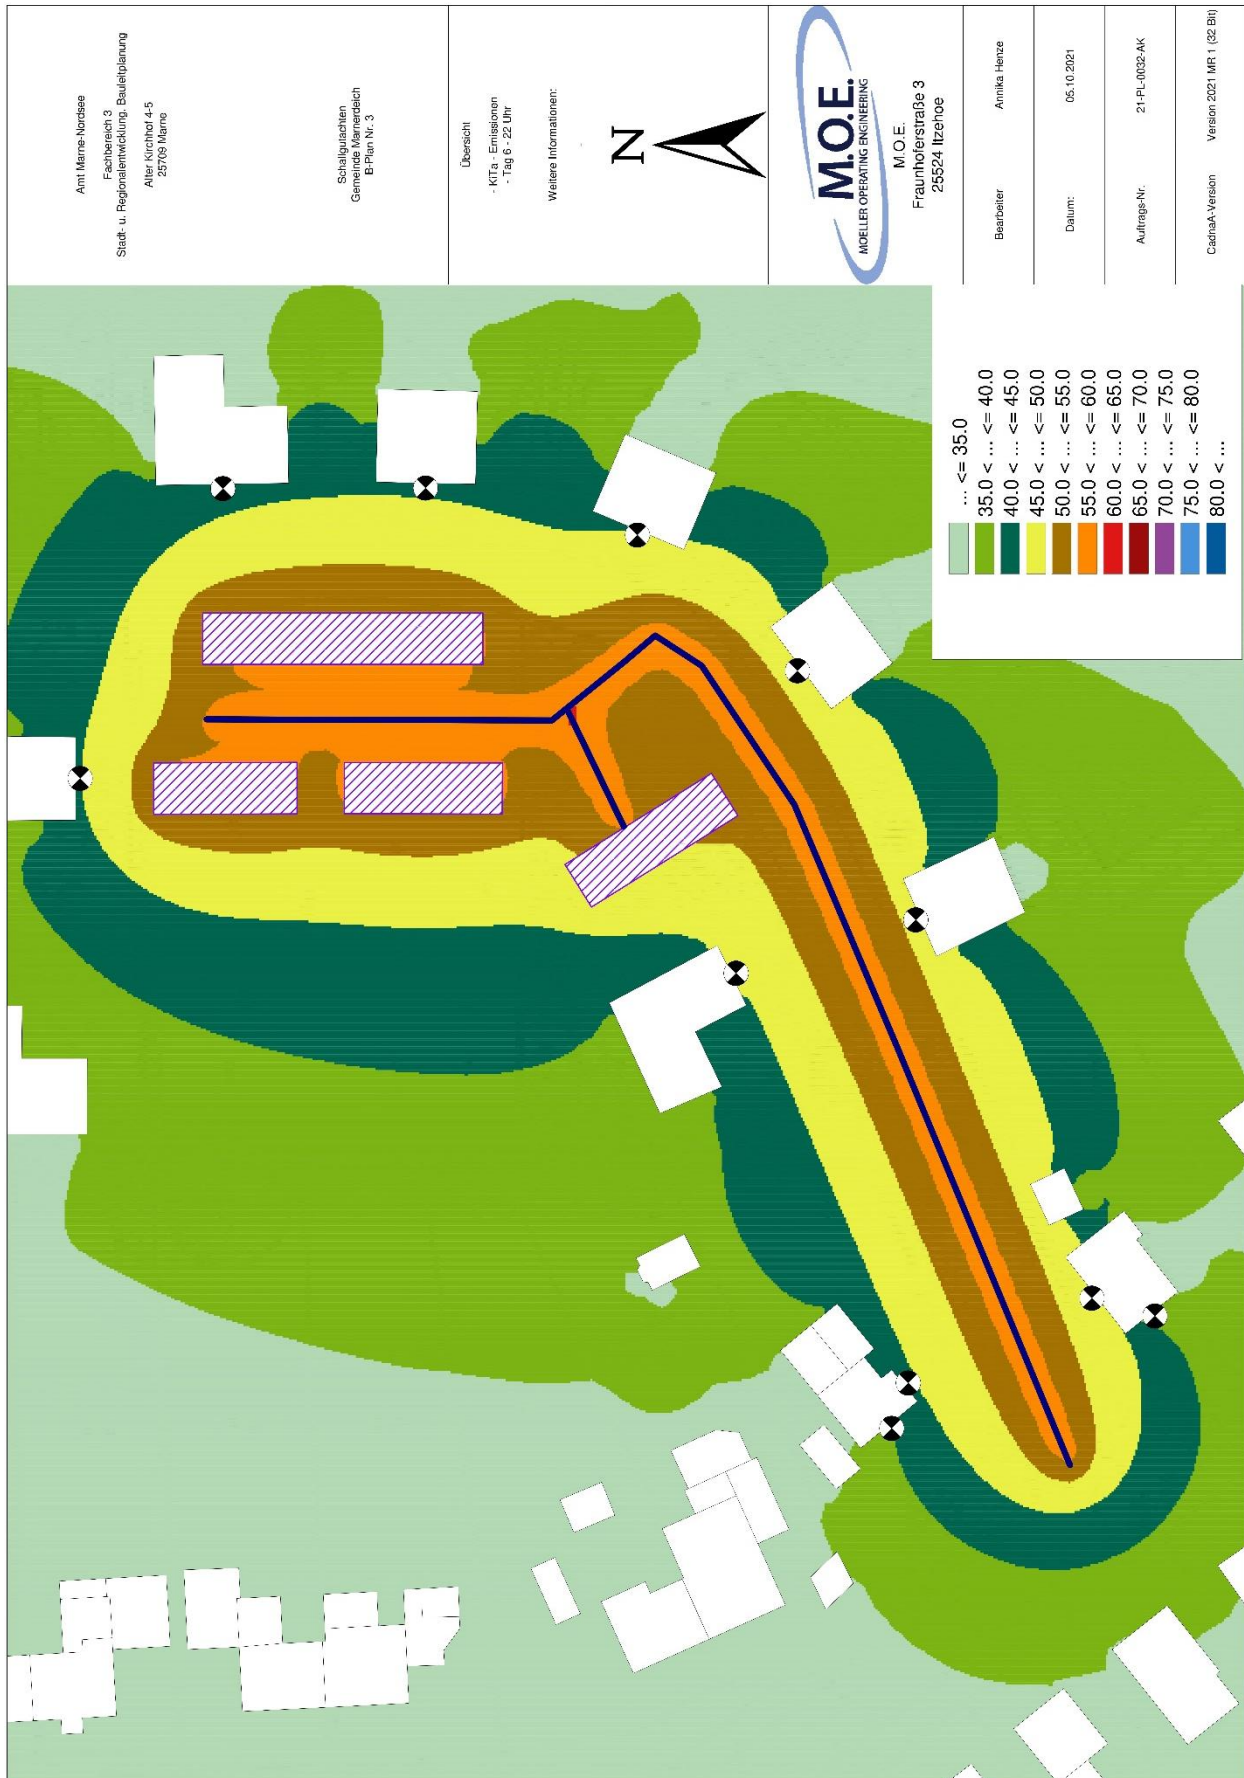 Amt Marne-Nordsee
Fachbereich 3
Stadt- u. Regionalentwicklung, Bauleitplanung
Alter Kirchhof 4-5
25709 Marne
Schallgutachten
Gemeinde Marnerdeich
B-Plan Nr. 3
Übersicht
- KiTa - Emissionen
- Tag 6 - 22 Uhr
Weitere Informationen:
-
N
M.O.E.
MOELLER OPERATING ENGINEERING
M.O.E.
Fraunhoferstraße 3
25524 Itzehoe
Bearbeiter Annika Henze
Datum: 05.10.2021
Auftrags-Nr. 21-PL-0032-AK
CadnaA-Version Version 2021 MR 1 (32 Bit)
... <= 35.0
35.0 < ... <= 40.0
40.0 < ... <= 45.0
45.0 < ... <= 50.0
50.0 < ... <= 55.0
55.0 < ... <= 60.0
60.0 < ... <= 65.0
65.0 < ... <= 70.0
70.0 < ... <= 75.0
75.0 < ... <= 80.0
80.0 < ...